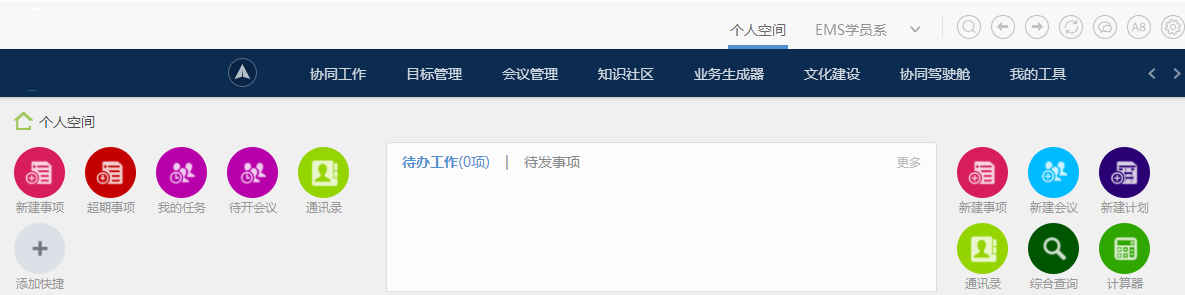 个人空间 EMS学员系 A8
协同工作 目标管理 会议管理 知识社区 业务生成器 文化建设 协同驾驶舱 我的工具
个人空间
新建事项 超期事项 我的任务 待开会议 通讯录
添加快捷
待办工作(0项) | 待发事项 更多
新建事项 新建会议 新建计划
通讯录 综合查询 计算器